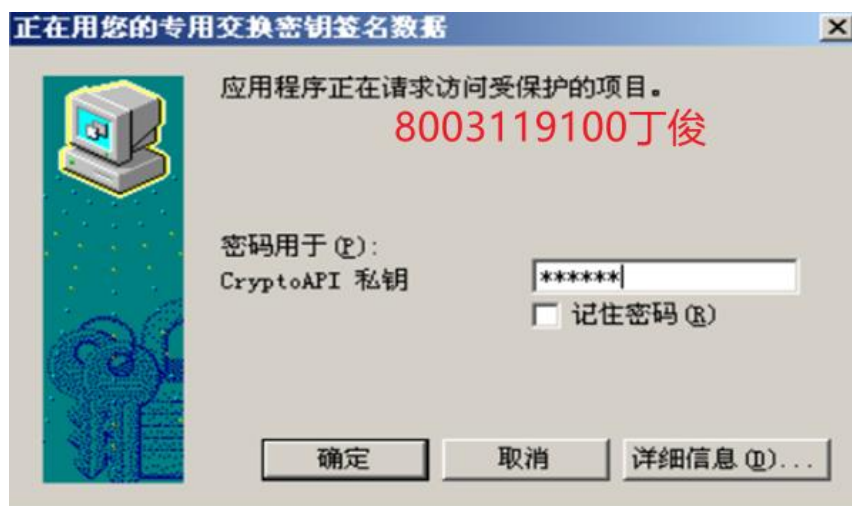 正在用您的专用交换密钥签名数据
应用程序正在请求访问受保护的项目。
8003119100丁俊
密码用于(P):
CryptoAPI 私钥
******
记住密码(R)
确定 取消 详细信息(D)...